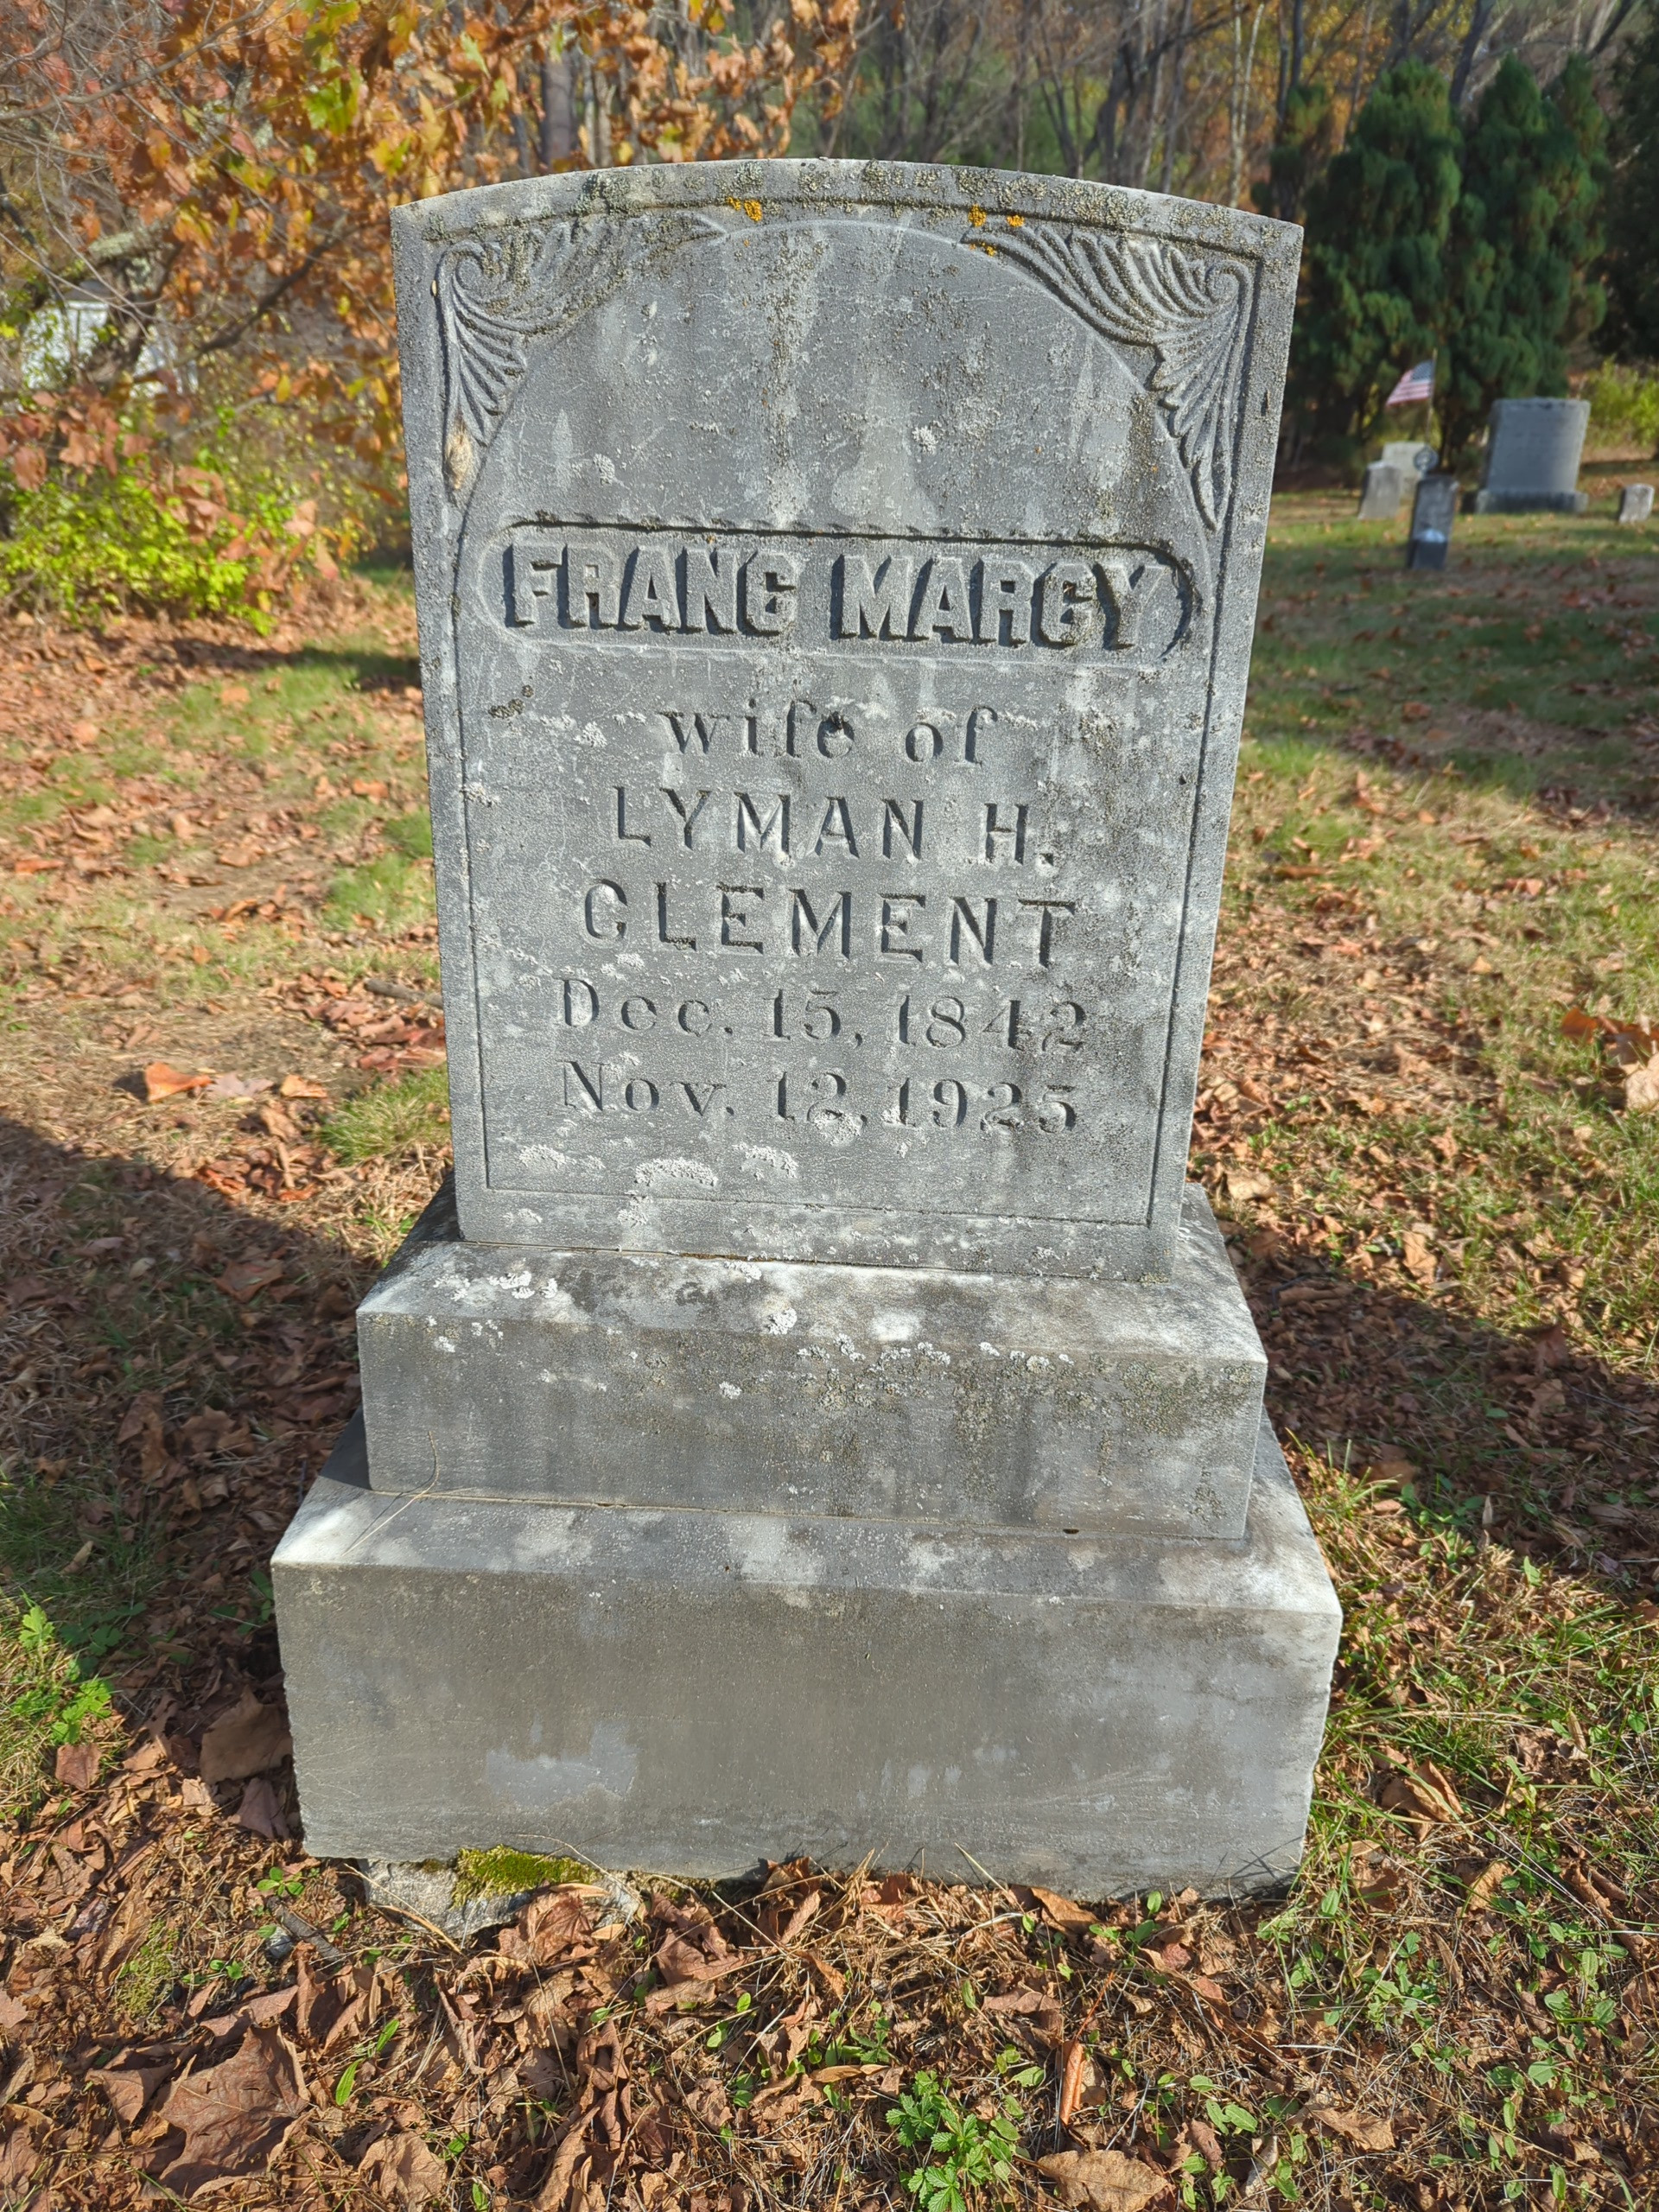 FRANC MARCY
wife of
LYMAN H.
CLEMENT
Dec. 15, 1842
Nov. 12, 1925